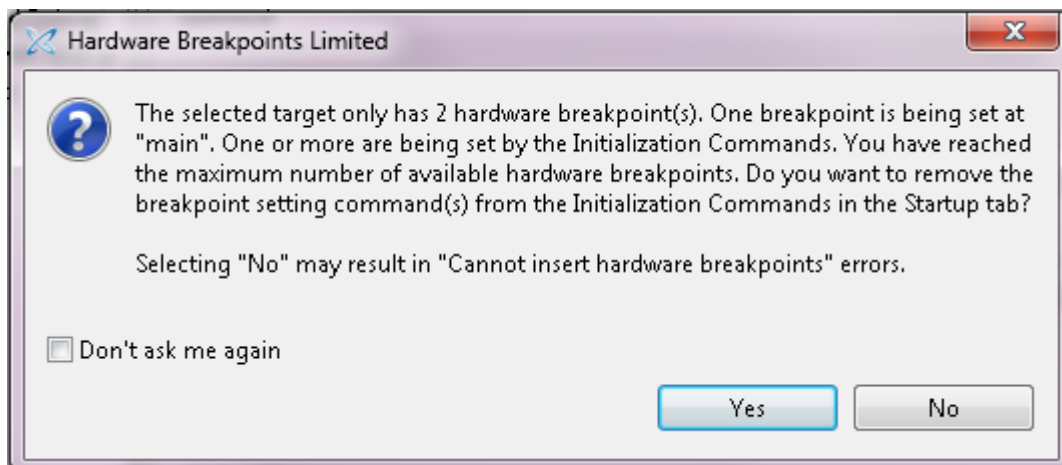 Hardware Breakpoints Limited
The selected target only has 2 hardware breakpoint(s). One breakpoint is being set at
"main". One or more are being set by the Initialization Commands. You have reached
the maximum number of available hardware breakpoints. Do you want to remove the
breakpoint setting command(s) from the Initialization Commands in the Startup tab?
Selecting "No" may result in "Cannot insert hardware breakpoints" errors.
Don't ask me again
Yes
No